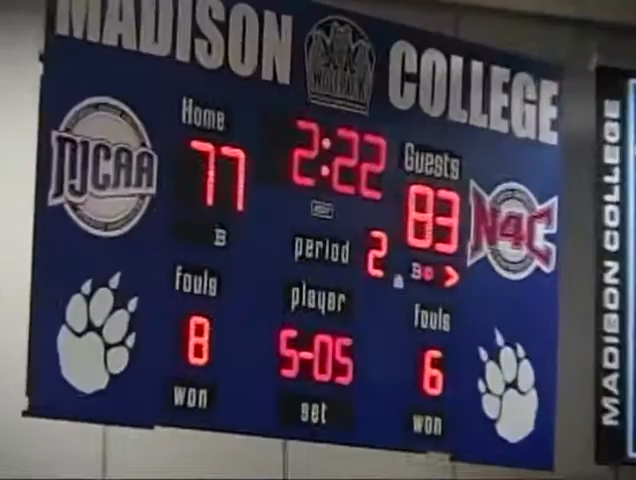 MADISON COLLEGE
NJCAA
Home
77
2:22
Guests
83
N4C
B
period 2
B
fouls
8
player
5-05
fouls
6
won
set
won
MADISON COLLEGE